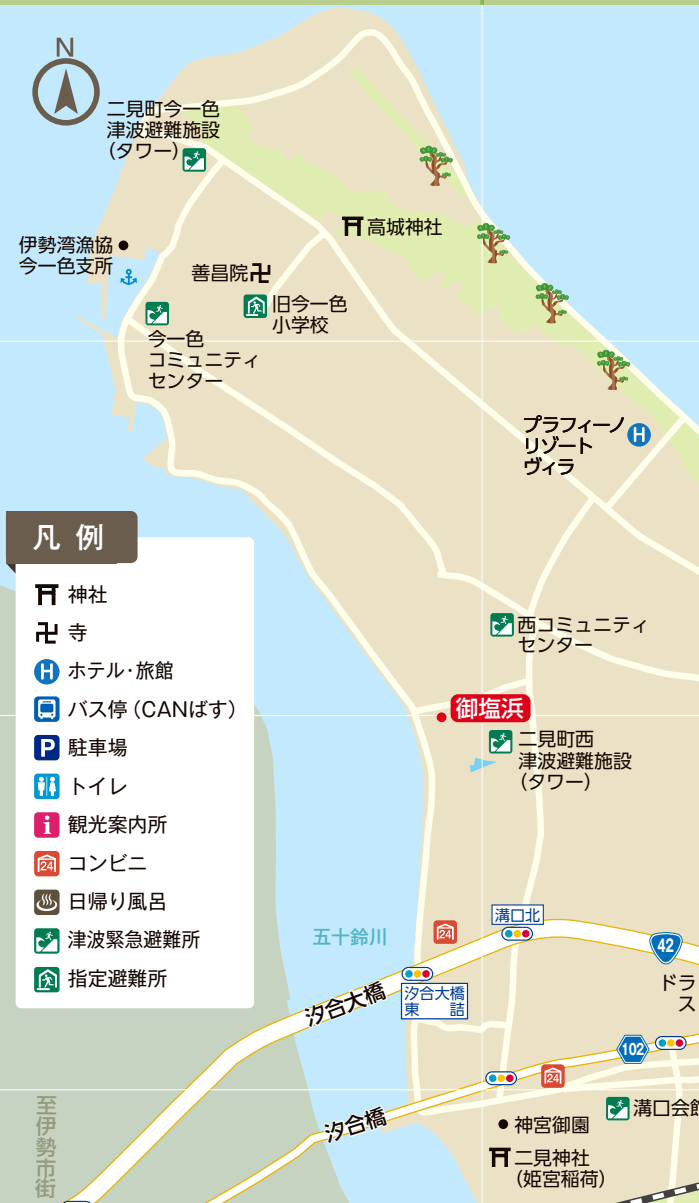 N
二見町今一色
津波避難施設
(タワー)
伊勢湾漁協
今一色支所
高城神社
善昌院
旧今一色
小学校
今一色
コミュニティ
センター
プラフィーノ
リゾート
ヴィラ
H
凡 例
神社
寺
H ホテル・旅館
バス停(CANばす)
P 駐車場
トイレ
i 観光案内所
24 コンビニ
日帰り風呂
津波緊急避難所
指定避難所
西コミュニティ
センター
御塩浜
二見町西
津波避難施設
(タワー)
五十鈴川
24
溝口北
42
汐合大橋
東 詰
汐合大橋
ドラ
ス
102
24
汐合橋
溝口会館
神宮御園
二見神社
(姫宮稲荷)
至伊勢市街